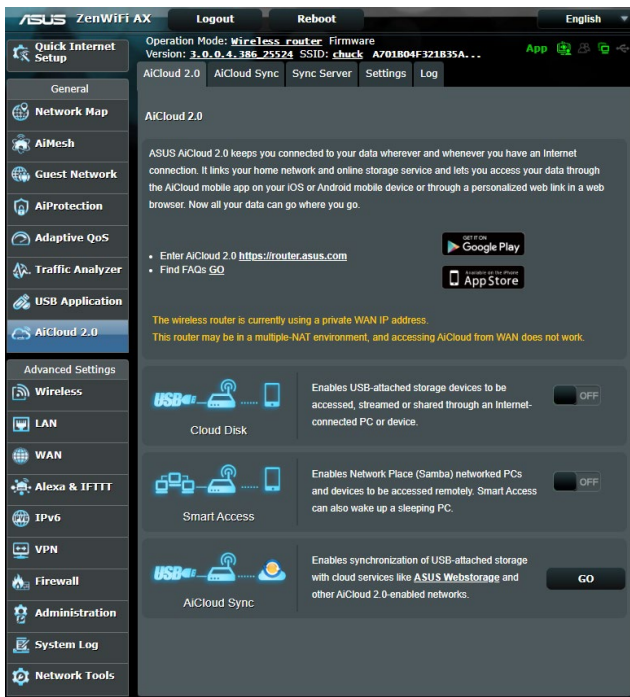 ASUS ZenWiFi AX Logout Reboot English
Quick Internet Setup
Operation Mode: Wireless router Firmware
Version: 3.0.0.4.386_25524 SSID: chuck A701B04F321B35A... App
AiCloud 2.0 AiCloud Sync Sync Server Settings Log
General
Network Map
AiMesh
Guest Network
AiProtection
Adaptive QoS
Traffic Analyzer
USB Application
AiCloud 2.0
Advanced Settings
Wireless
LAN
WAN
Alexa & IFTTT
IPv6
VPN
Firewall
Administration
System Log
Network Tools
AiCloud 2.0
ASUS AiCloud 2.0 keeps you connected to your data wherever and whenever you have an Internet
connection. It links your home network and online storage service and lets you access your data through
the AiCloud mobile app on your iOS or Android mobile device or through a personalized web link in a web
browser. Now all your data can go where you go.
Enter AiCloud 2.0 https://router.asus.com
Find FAQs GO
GET IT ON
Google Play
Available on the iPhone
App Store
The wireless router is currently using a private WAN IP address.
This router may be in a multiple-NAT environment, and accessing AiCloud from WAN does not work.
USB
Cloud Disk
Enables USB-attached storage devices to be
accessed, streamed or shared through an Internet-
connected PC or device.
OFF
Smart Access
Enables Network Place (Samba) networked PCs
and devices to be accessed remotely. Smart Access
can also wake up a sleeping PC.
OFF
USB
AiCloud Sync
Enables synchronization of USB-attached storage
with cloud services like ASUS Webstorage and
other AiCloud 2.0-enabled networks.
GO